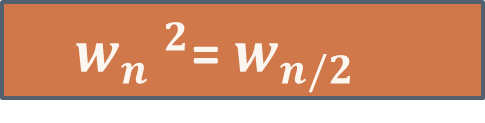 w_n ^2 = w_{n/2}